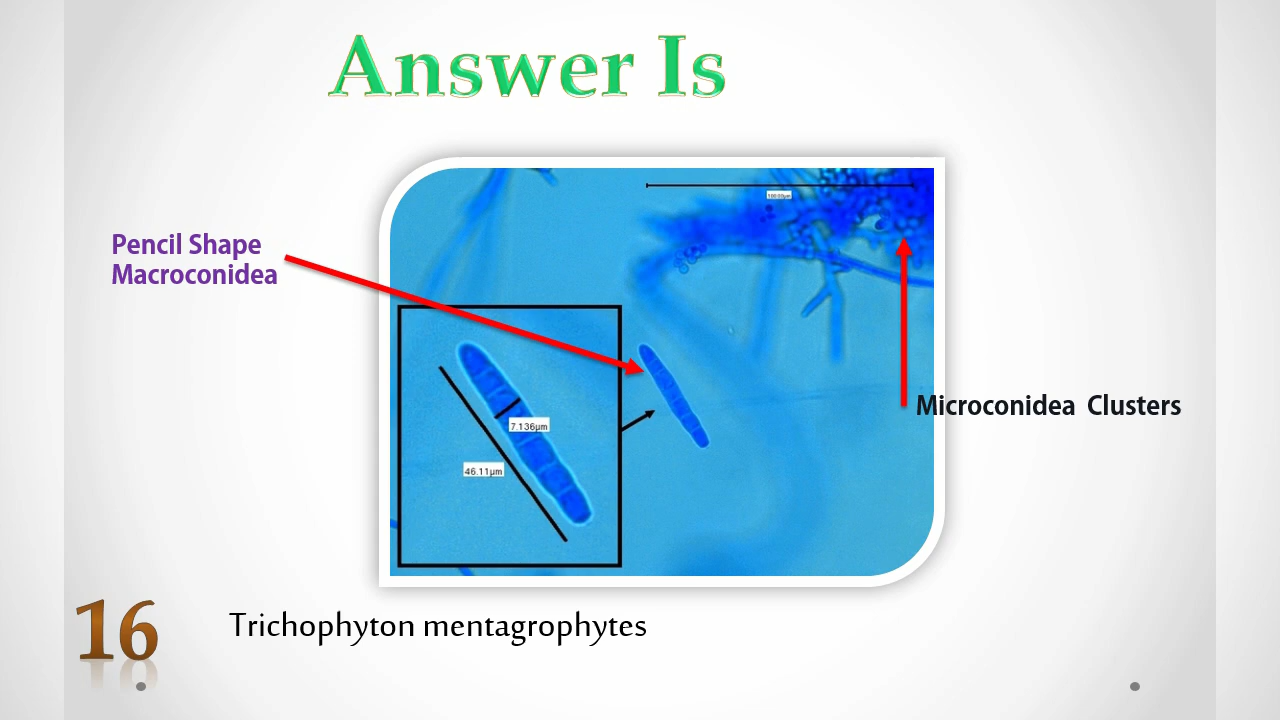 Answer Is
Pencil Shape
Macroconidea
7.136µm
46.11µm
Microconidea Clusters
16
Trichophyton mentagrophytes